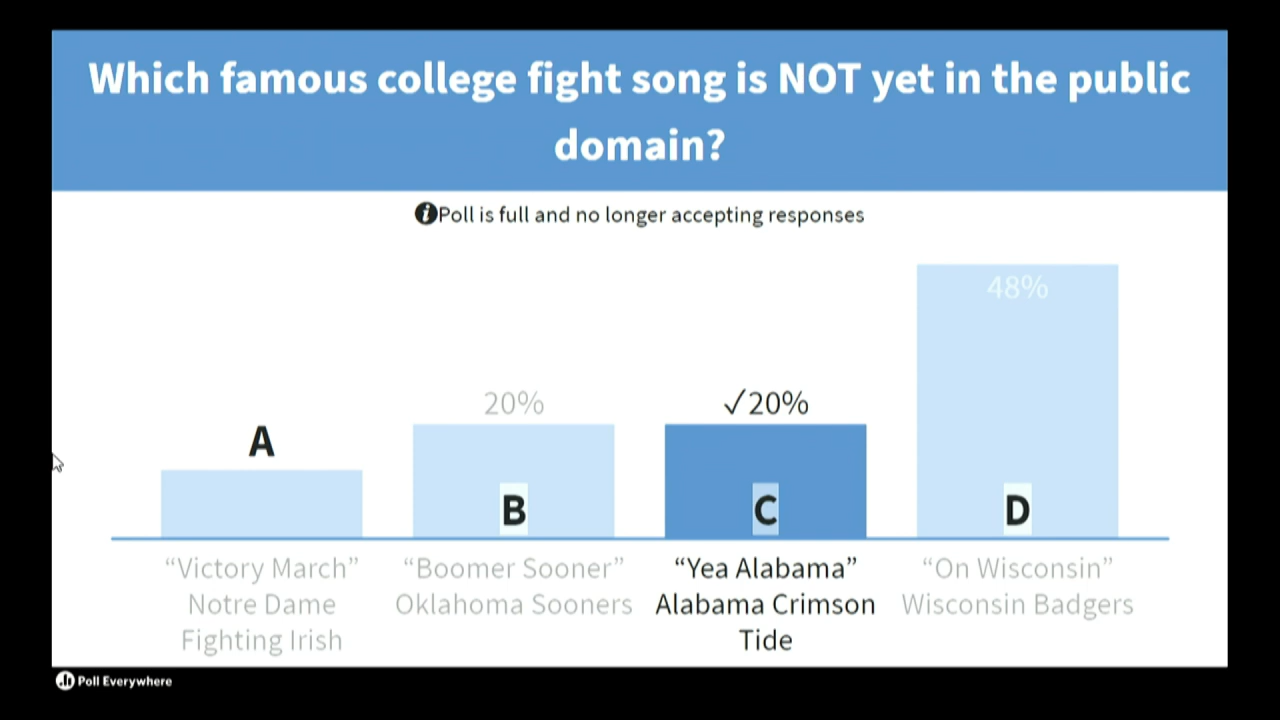 Which famous college fight song is NOT yet in the public
domain?
Poll is full and no longer accepting responses
48%
20%
✓20%
A
B
C
D
“Victory March”
Notre Dame
Fighting Irish
“Boomer Sooner”
Oklahoma Sooners
“Yea Alabama”
Alabama Crimson
Tide
“On Wisconsin”
Wisconsin Badgers
Poll Everywhere